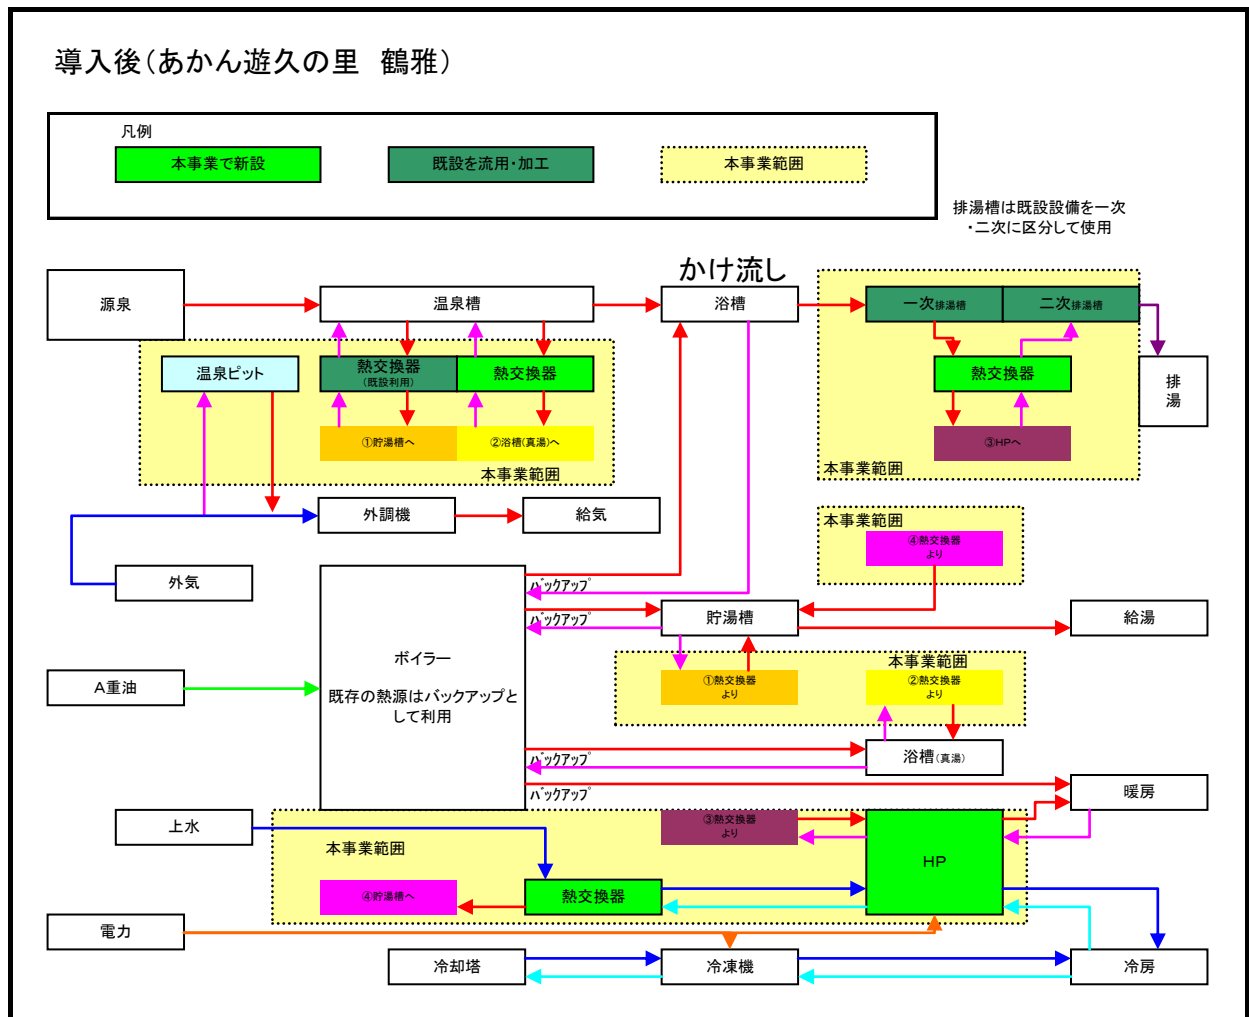 導入後（あかん遊久の里　鶴雅）
凡例
本事業で新設
既設を流用・加工
本事業範囲
排湯槽は既設設備を一次
・二次に区分して使用
かけ流し
源泉
温泉槽
浴槽
一次排湯槽
二次排湯槽
温泉ピット
熱交換器
（既設利用）
熱交換器
熱交換器
排
湯
①貯湯槽へ
②浴槽(真湯)へ
③HPへ
本事業範囲
本事業範囲
外調機
給気
本事業範囲
④熱交換器
より
外気
バックアップ
バックアップ
貯湯槽
給湯
ボイラー
既存の熱源はバックアップと
して利用
A重油
本事業範囲
①熱交換器
より
②熱交換器
より
浴槽(真湯)
バックアップ
バックアップ
暖房
上水
本事業範囲
③熱交換器
より
HP
④貯湯槽へ
熱交換器
電力
冷却塔
冷凍機
冷房